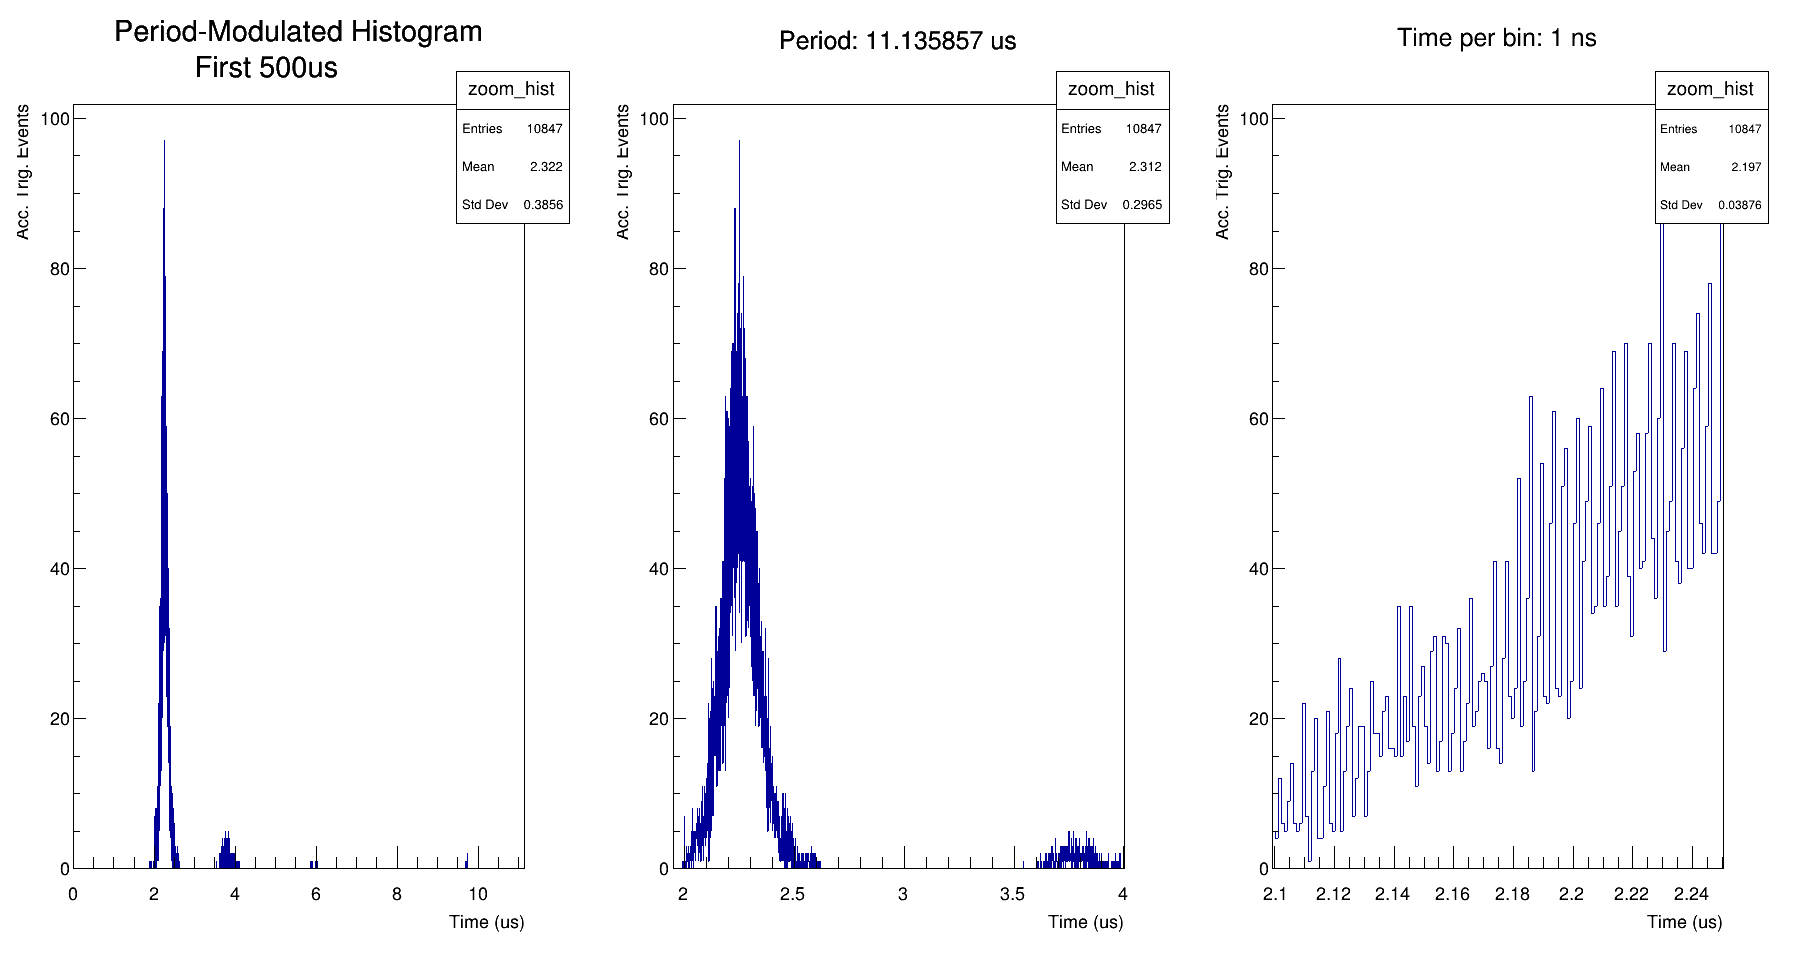 Period-Modulated Histogram
First 500us
Acc. Trig. Events
100
80
60
40
20
0
zoom_hist
Entries 10847
Mean 2.322
Std Dev 0.3856
0 2 4 6 8 10
Time (us)
Period: 11.135857 us
Acc. Trig. Events
100
80
60
40
20
0
zoom_hist
Entries 10847
Mean 2.312
Std Dev 0.2965
2 2.5 3 3.5 4
Time (us)
Time per bin: 1 ns
Acc. Trig. Events
100
80
60
40
20
0
zoom_hist
Entries 10847
Mean 2.197
Std Dev 0.03876
2.1 2.12 2.14 2.16 2.18 2.2 2.22 2.24
Time (us)